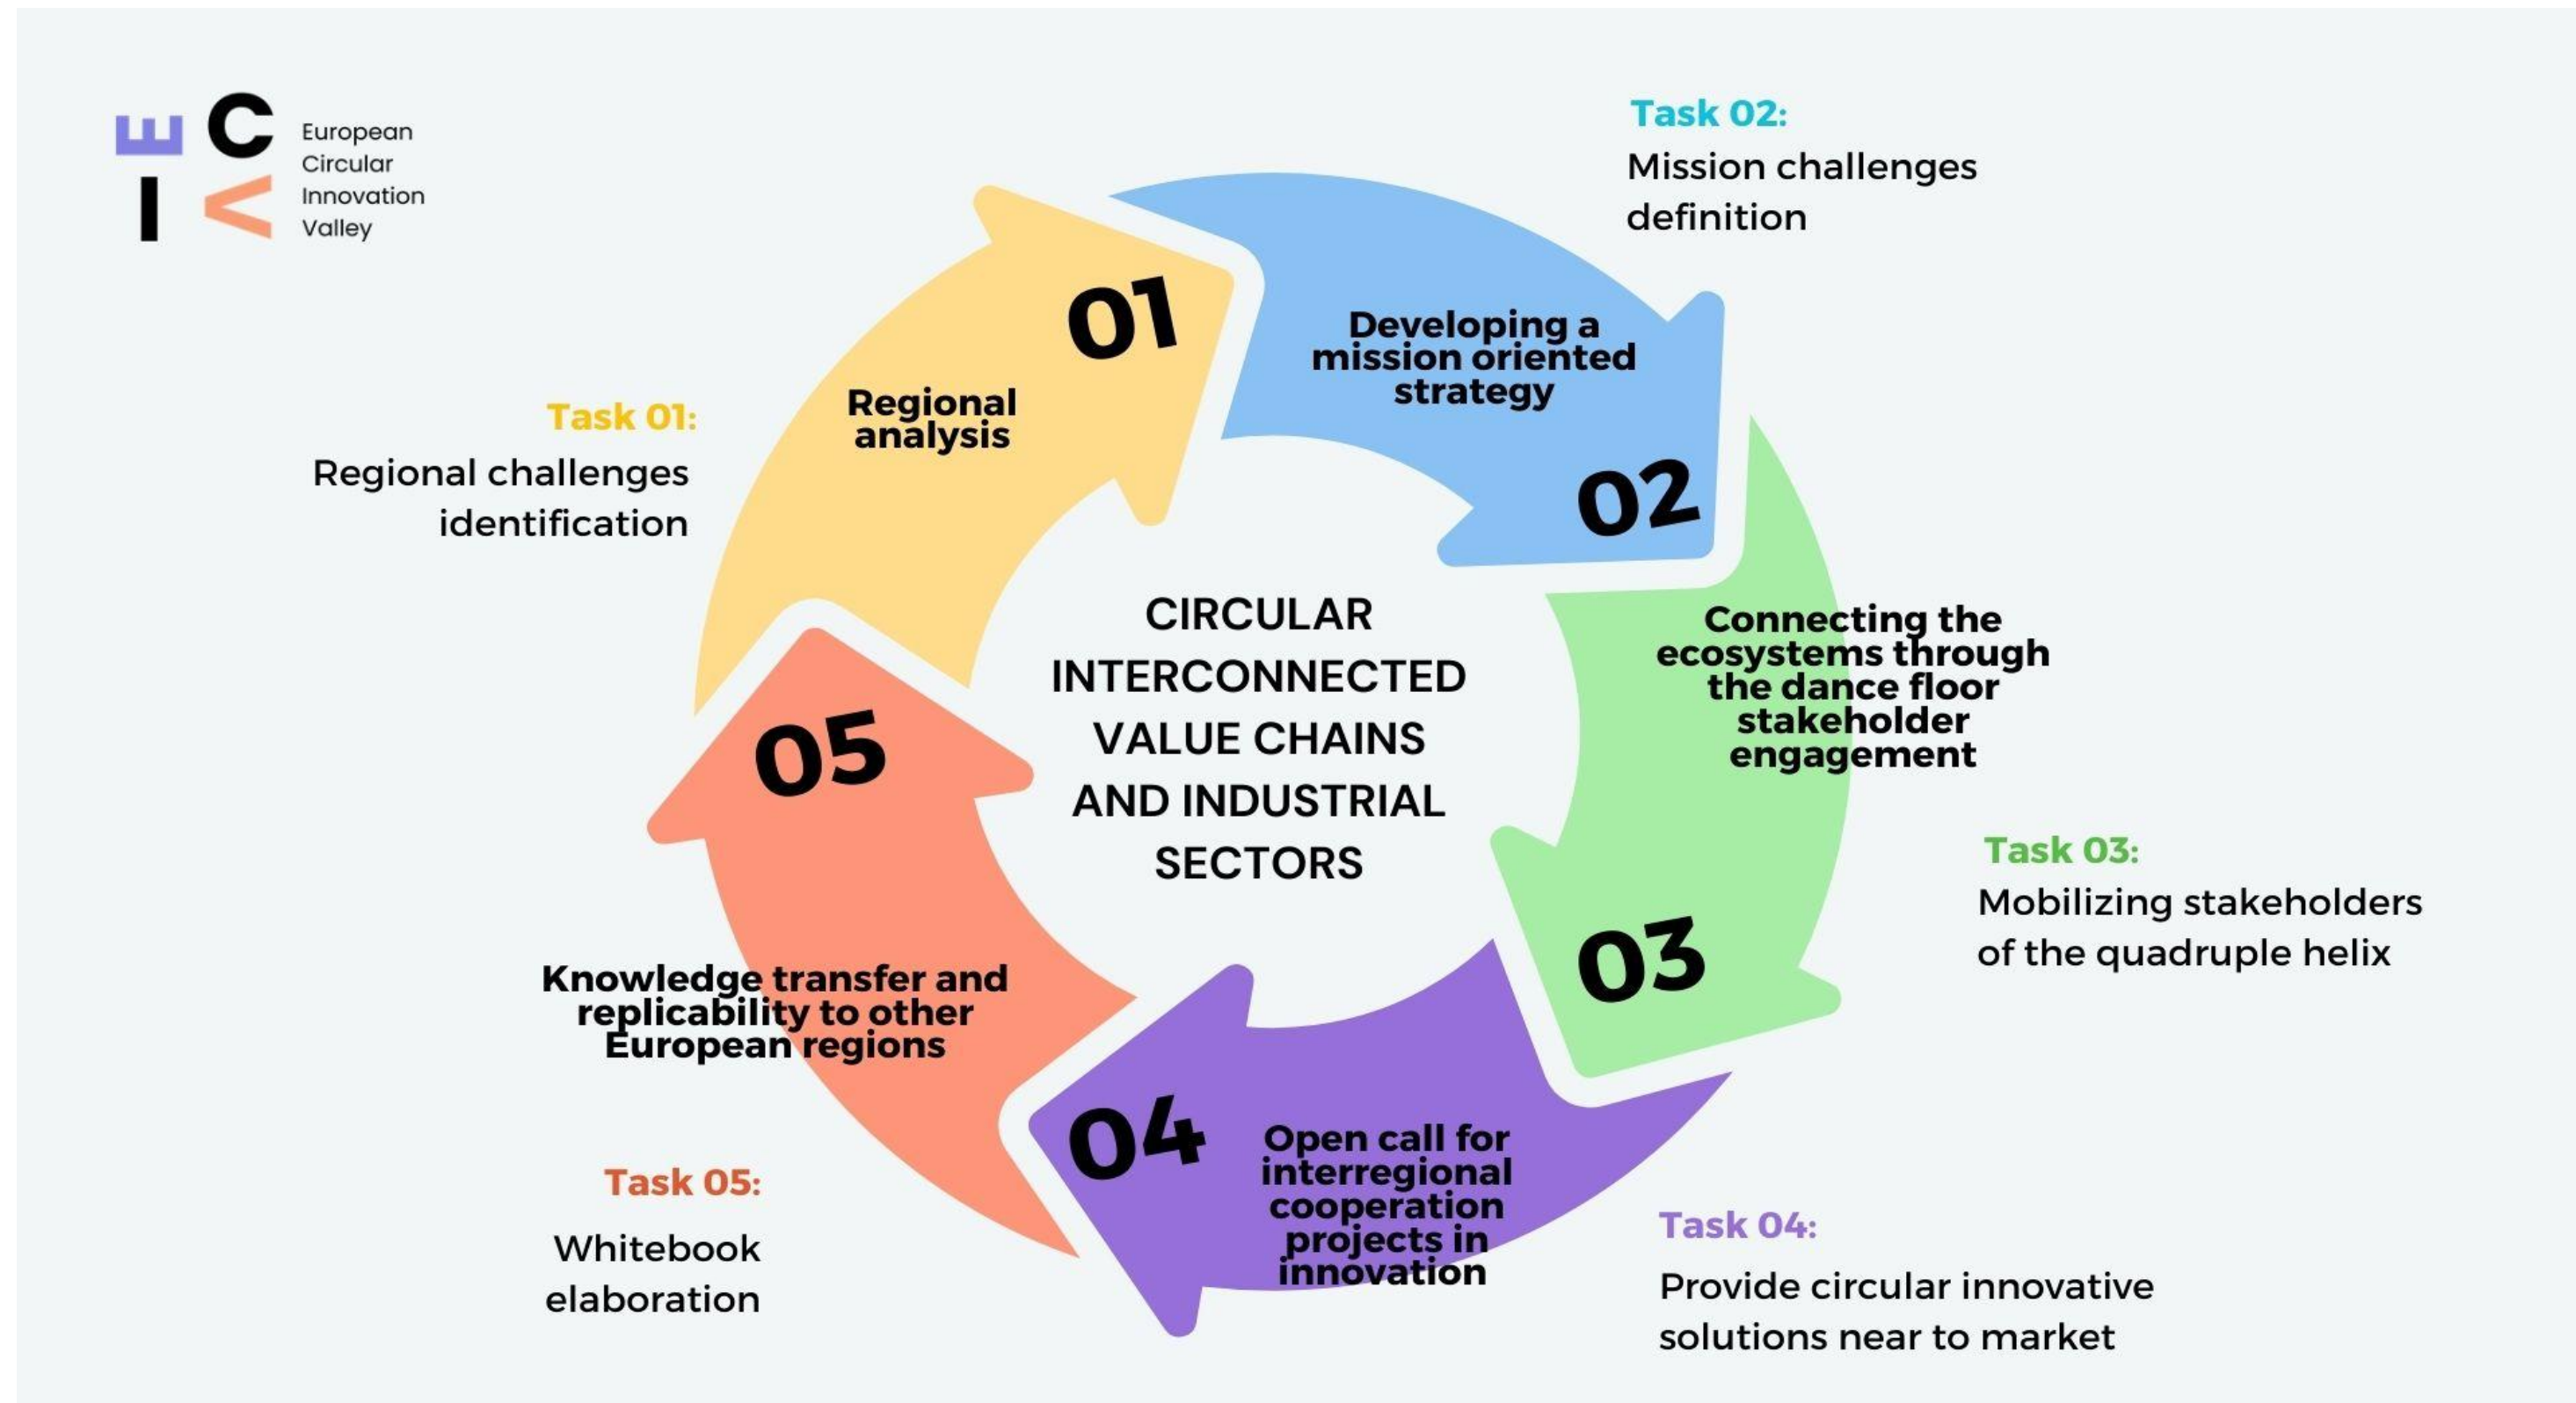 E C
I V
European
Circular
Innovation
Valley
Task 01:
Regional challenges
identification
01
Regional
analysis
Task 02:
Mission challenges
definition
Developing a
mission oriented
strategy
02
Connecting the
ecosystems through
the dance floor
stakeholder
engagement
03
Task 03:
Mobilizing stakeholders
of the quadruple helix
CIRCULAR
INTERCONNECTED
VALUE CHAINS
AND INDUSTRIAL
SECTORS
04
Open call for
interregional
cooperation
projects in
innovation
Task 04:
Provide circular innovative
solutions near to market
05
Knowledge transfer and
replicability to other
European regions
Task 05:
Whitebook
elaboration